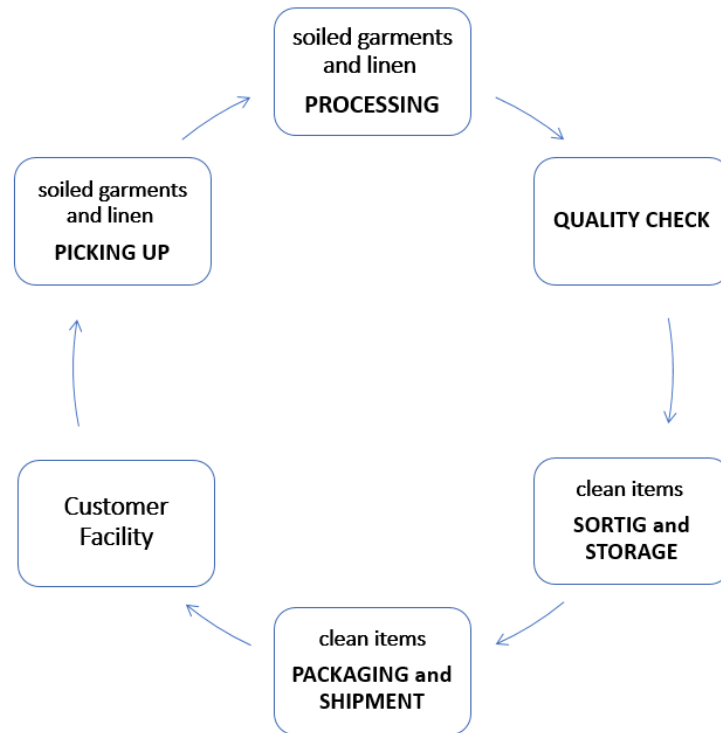 soiled garments
and linen
PROCESSING
QUALITY CHECK
clean items
SORTIG and
STORAGE
clean items
PACKAGING and
SHIPMENT
Customer
Facility
soiled garments
and linen
PICKING UP